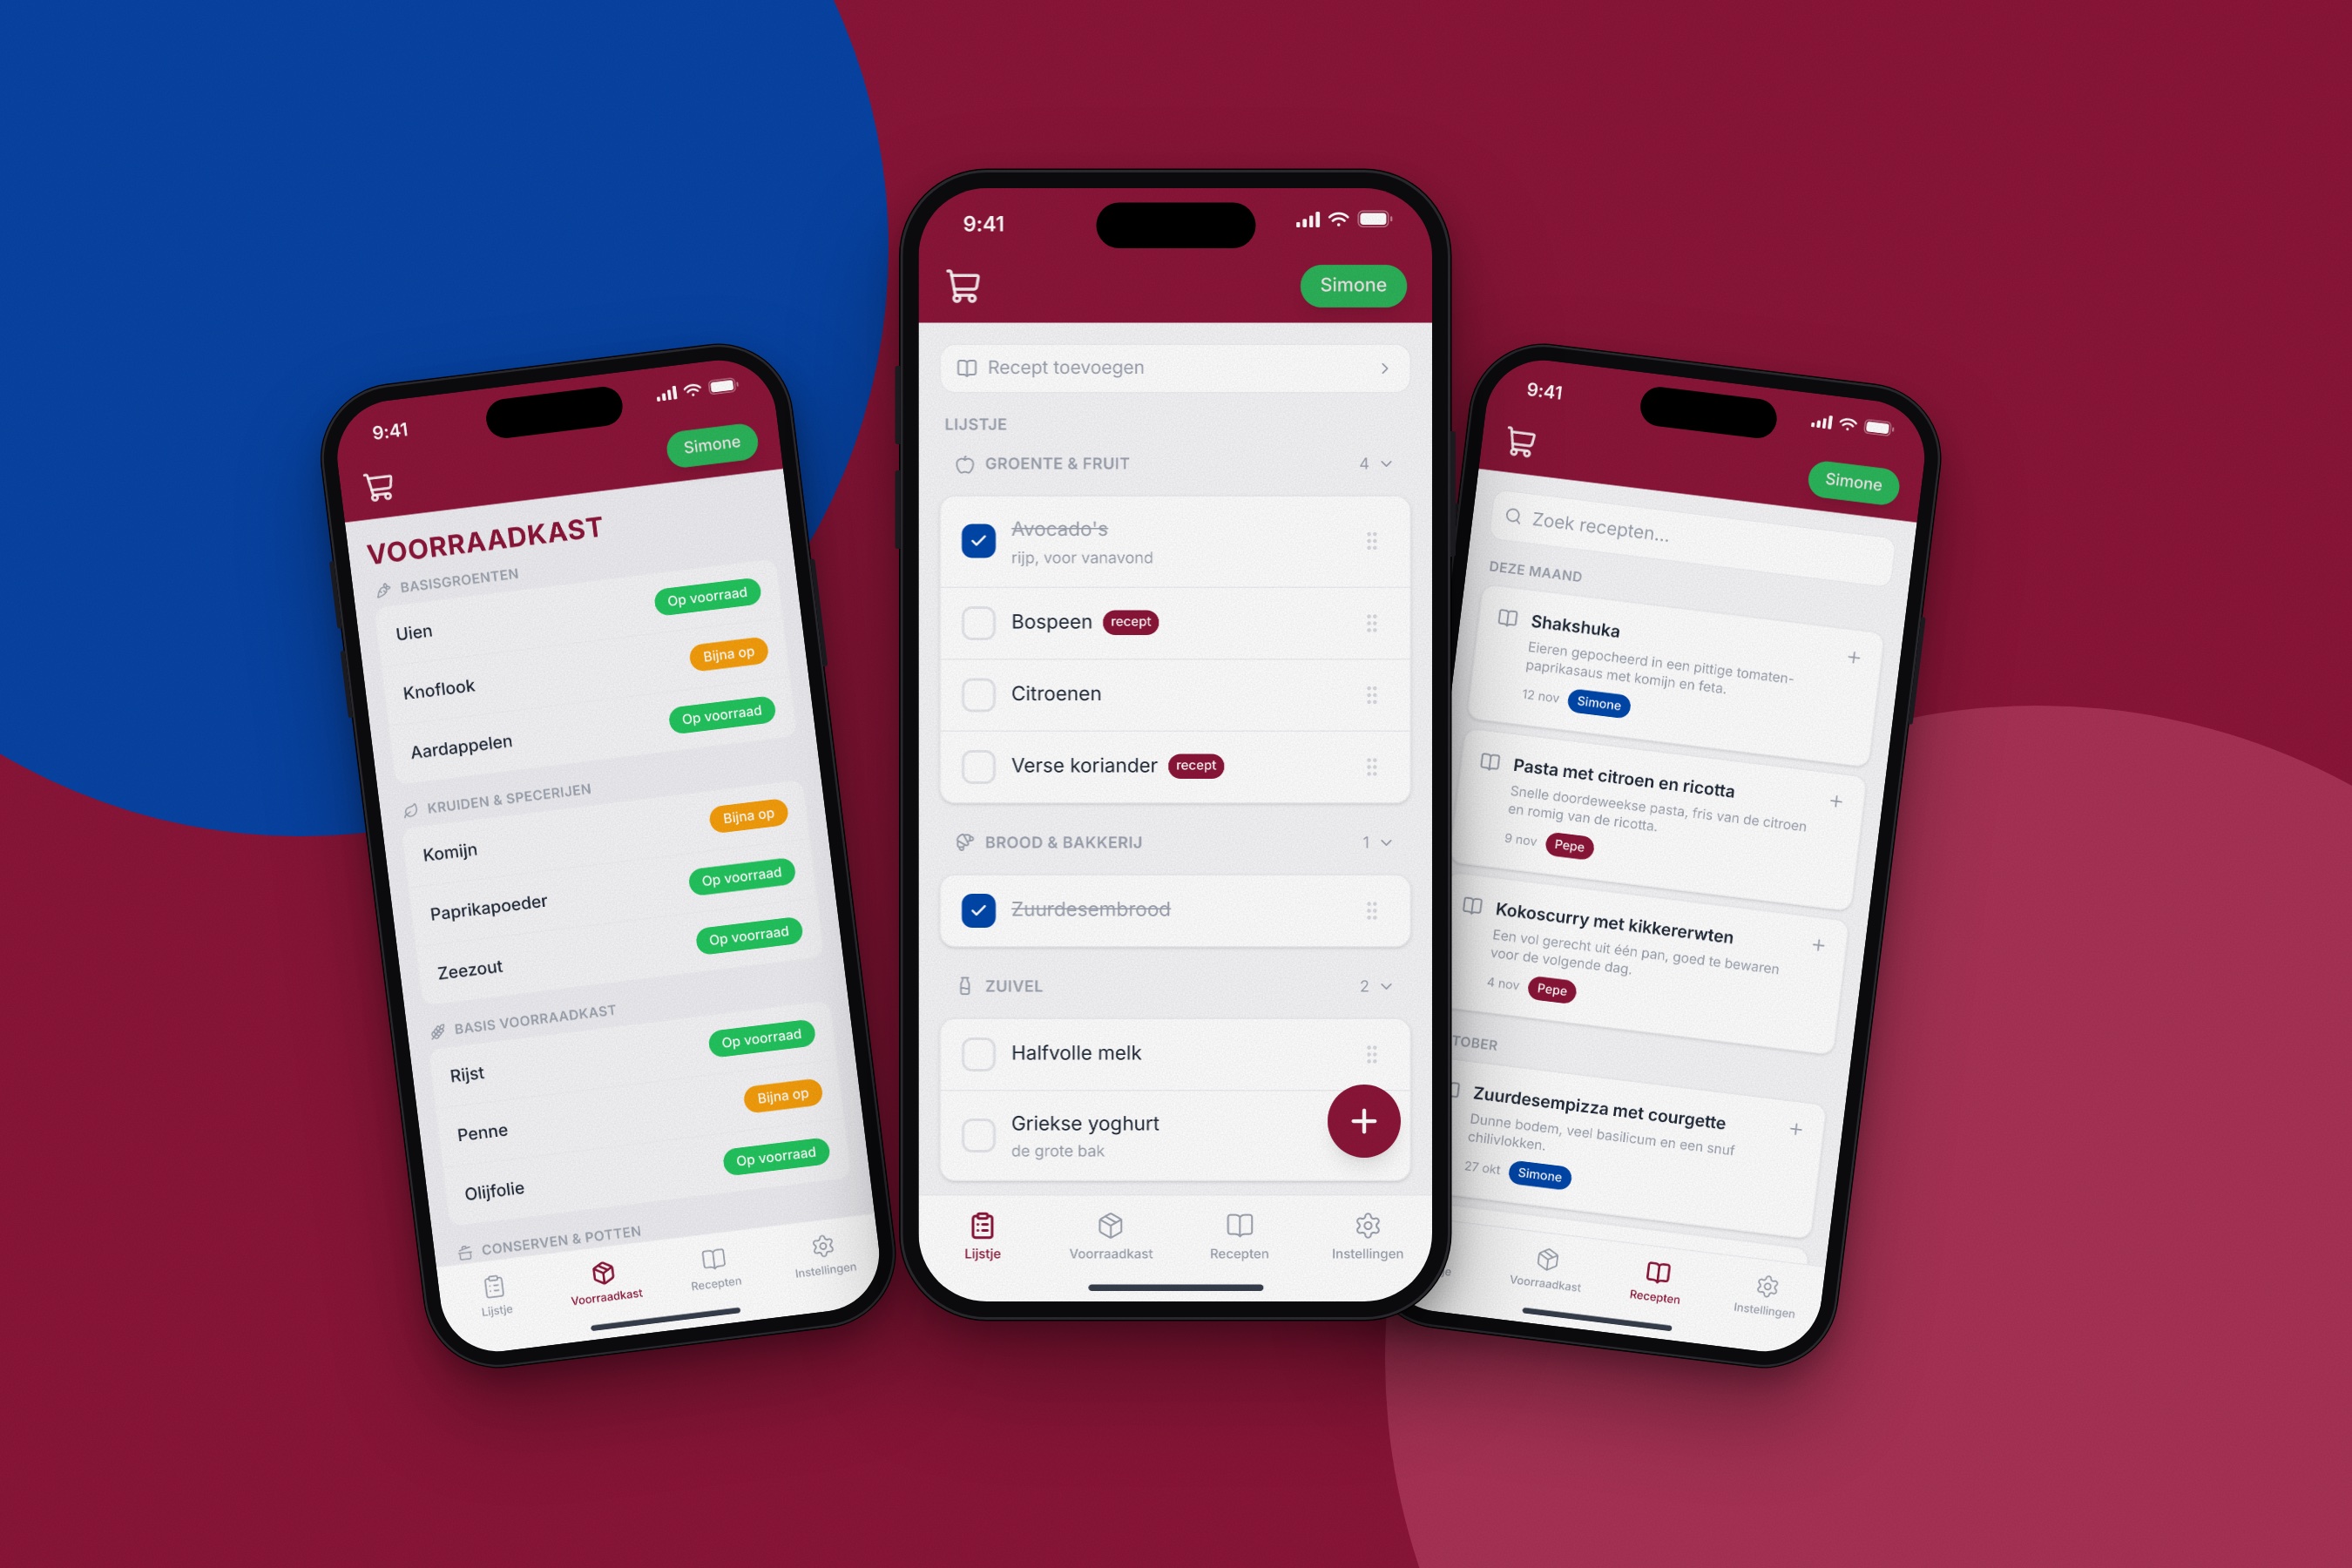 9:41
Simone
VOORRAADKAST
BASISGROENTEN
Uien
Op voorraad
Knoflook
Bijna op
Aardappelen
Op voorraad
KRUIDEN & SPECERIJEN
Komijn
Bijna op
Paprikapoeder
Op voorraad
Zeezout
Op voorraad
BASIS VOORRAADKAST
Rijst
Op voorraad
Penne
Bijna op
Olijfolie
Op voorraad
CONSERVEN & POTTEN
Lijstje
Voorraadkast
Recepten
Instellingen
9:41
Simone
Recept toevoegen
LIJSTJE
GROENTE & FRUIT 4
Avocado's
rijp, voor vanavond
Bospeen recept
Citroenen
Verse koriander recept
BROOD & BAKKERIJ 1
Zuurdesembrood
ZUIVEL 2
Halfvolle melk
Griekse yoghurt
de grote bak
Lijstje
Voorraadkast
Recepten
Instellingen
9:41
Simone
Zoek recepten...
DEZE MAAND
Shakshuka
Eieren gepocheerd in een pittige tomaten-
paprikasaus met komijn en feta.
12 nov Simone
Pasta met citroen en ricotta
Snelle doordeweekse pasta, fris van de citroen
en romig van de ricotta.
9 nov Pepe
Kokoscurry met kikkererwten
Een vol gerecht uit één pan, goed te bewaren
voor de volgende dag.
4 nov Pepe
TOBER
Zuurdesempizza met courgette
Dunne bodem, veel basilicum en een snuf
chilivlokken.
27 okt Simone
Voorraadkast
Recepten
Instellingen